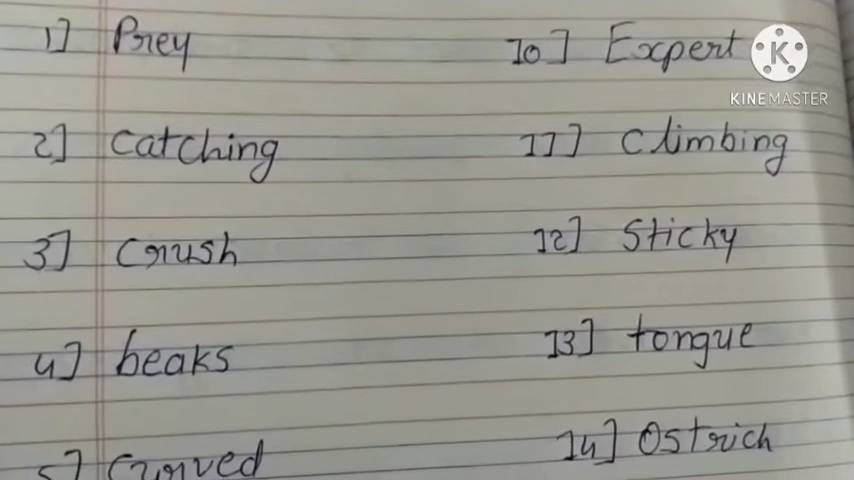 1] Prey
2] Catching
3] Crush
4] beaks
5] Curved
10] Expert
11] Climbing
12] Sticky
13] tongue
14] Ostrich
K
KINEMASTER